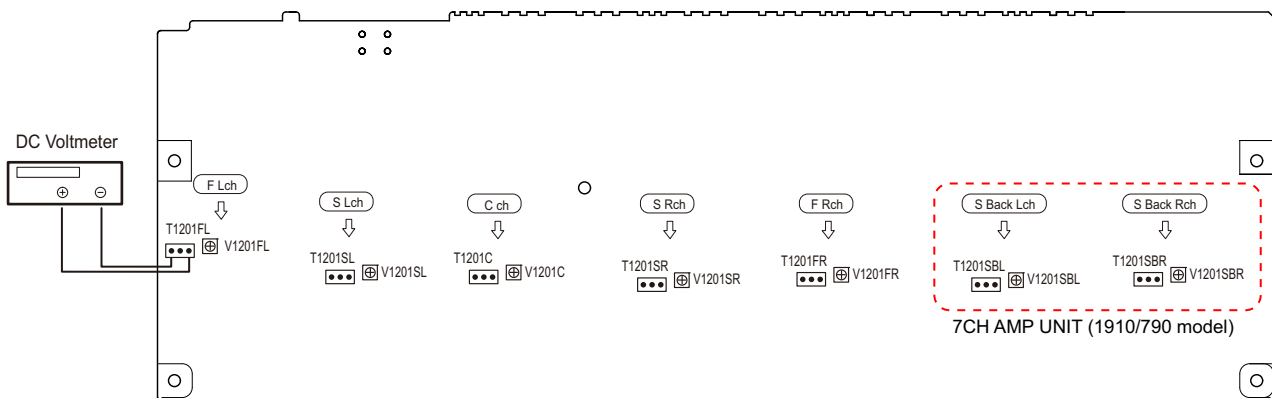 DC Voltmeter
F Lch
S Lch
C ch
S Rch
F Rch
S Back Lch
S Back Rch
T1201FL
V1201FL
T1201SL
V1201SL
T1201C
V1201C
T1201SR
V1201SR
T1201FR
V1201FR
T1201SBL
V1201SBL
T1201SBR
V1201SBR
7CH AMP UNIT (1910/790 model)